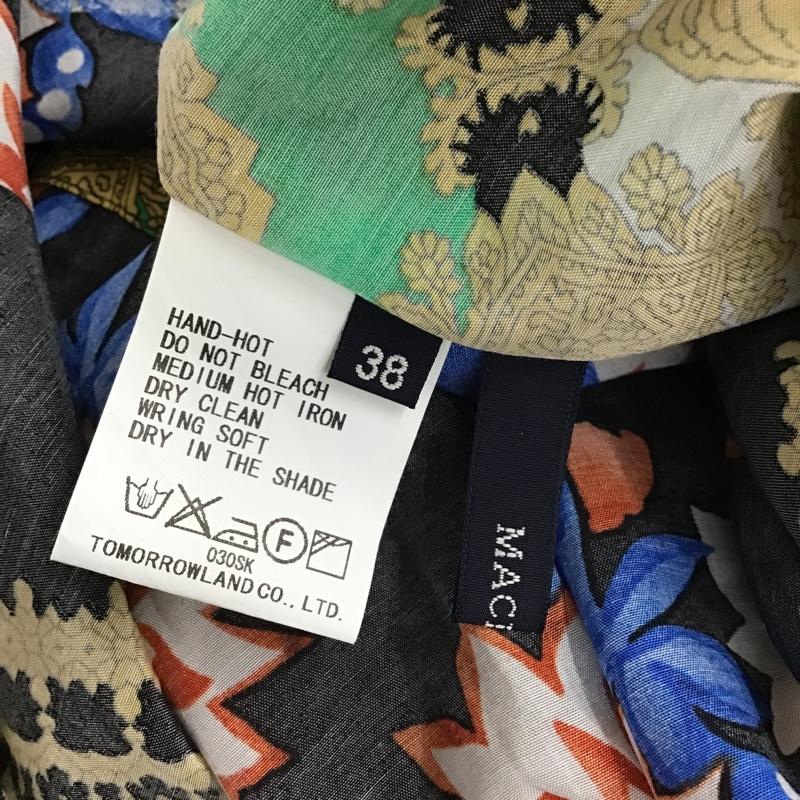 HAND-HOT
DO NOT BLEACH
MEDIUM HOT IRON
DRY CLEAN
WRING SOFT
DRY IN THE SHADE
F
030SK
TOMORROWLAND CO., LTD.
38